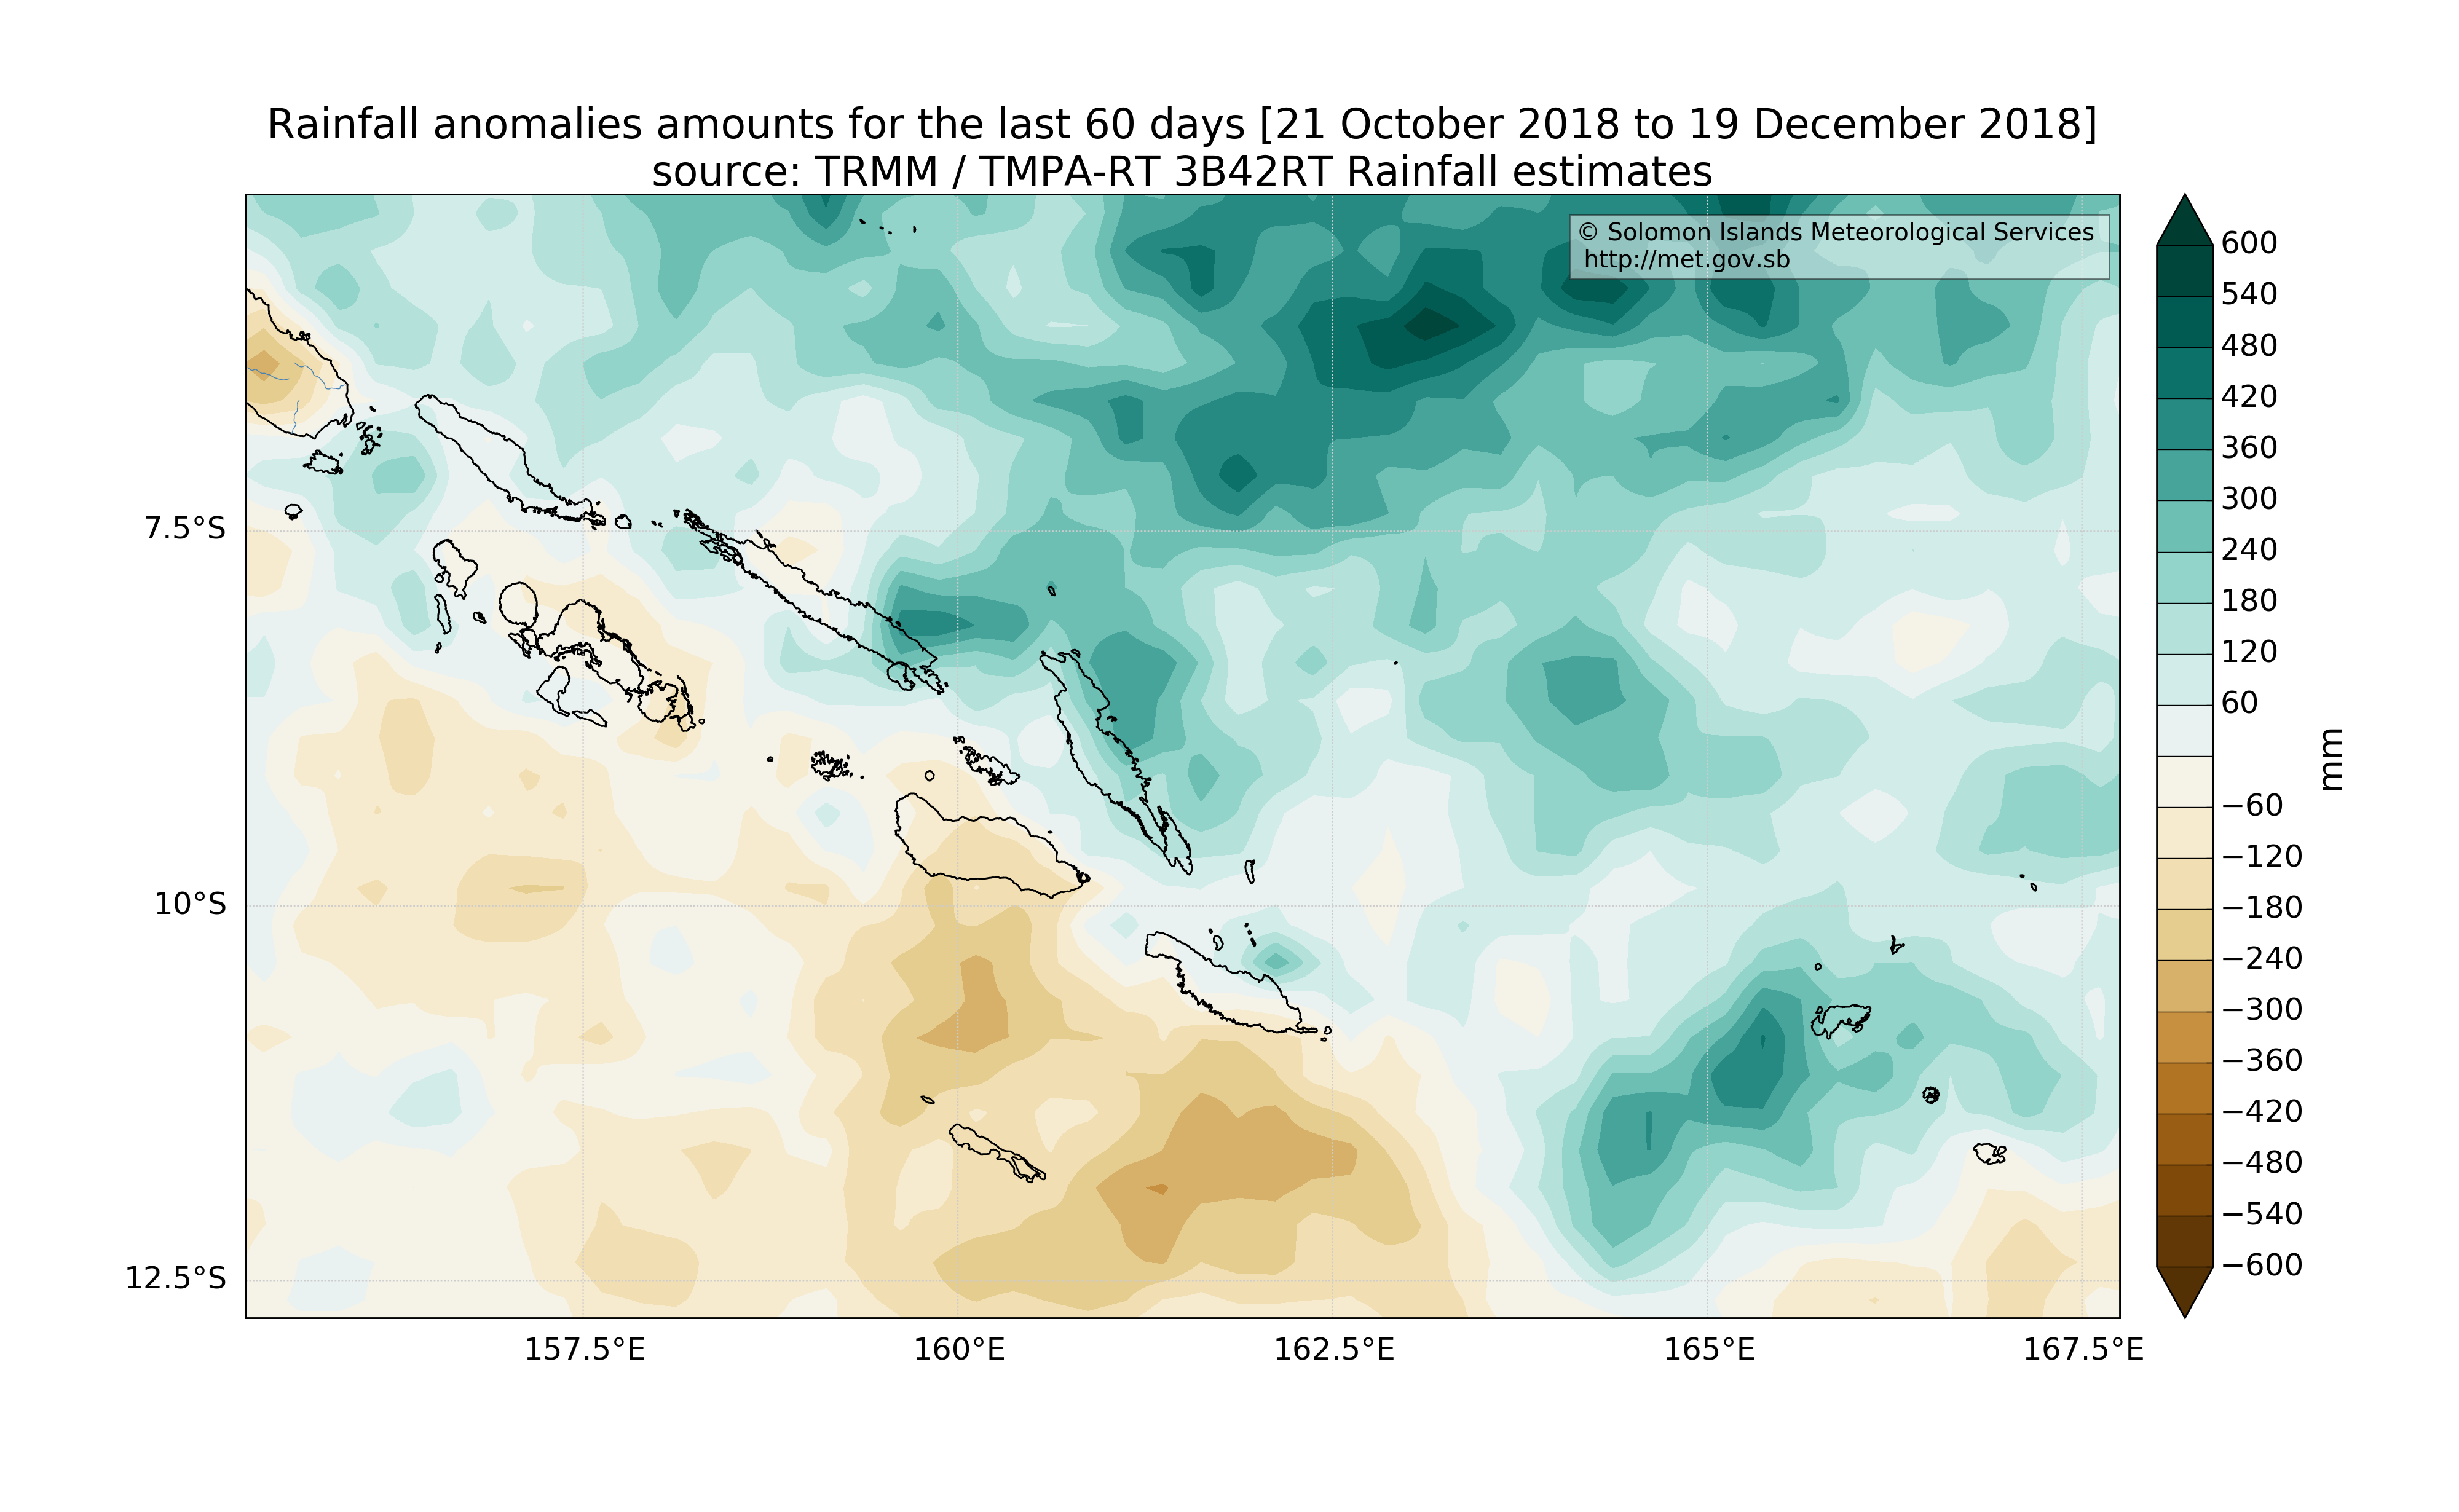 Rainfall anomalies amounts for the last 60 days [21 October 2018 to 19 December 2018]
source: TRMM / TMPA-RT 3B42RT Rainfall estimates
© Solomon Islands Meteorological Services
http://met.gov.sb
7.5°S
10°S
12.5°S
157.5°E
160°E
162.5°E
165°E
167.5°E
600
540
480
420
360
300
240
180
120
60
−60
−120
−180
−240
−300
−360
−420
−480
−540
−600
mm